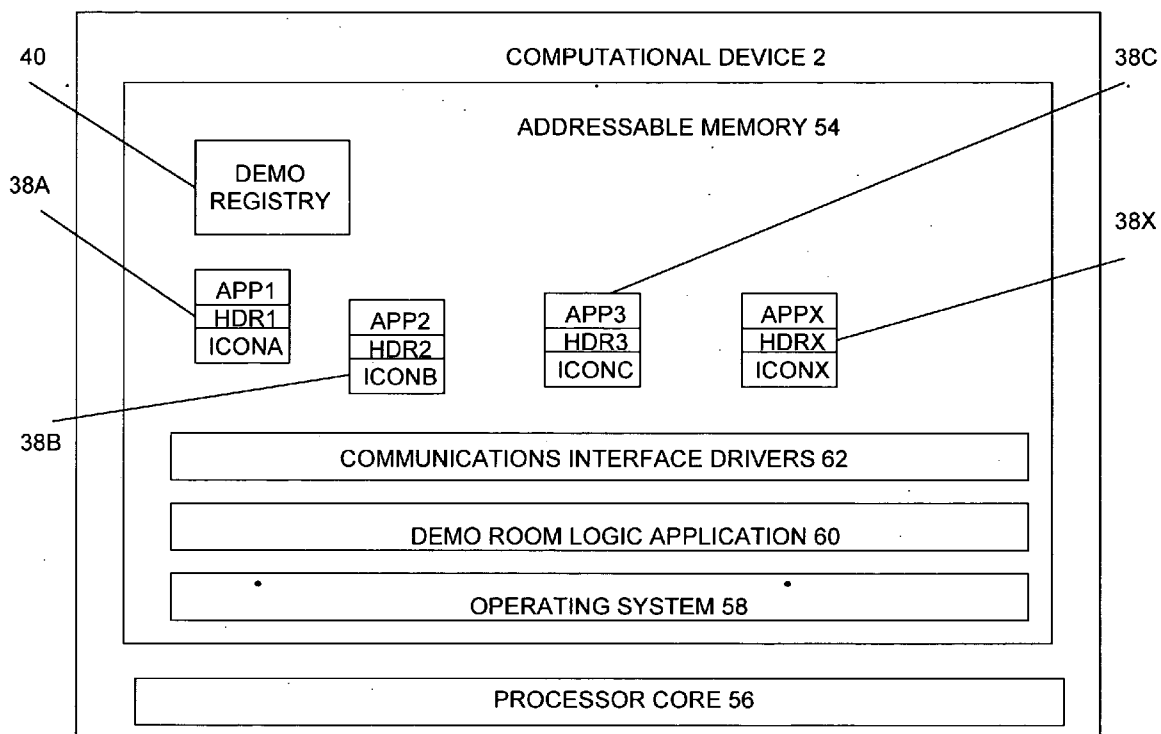 40
COMPUTATIONAL DEVICE 2
38C
ADDRESSABLE MEMORY 54
DEMO
REGISTRY
38A
38X
APP1
HDR1
ICONA
APP2
HDR2
ICONB
APP3
HDR3
ICONC
APPX
HDRX
ICONX
38B
COMMUNICATIONS INTERFACE DRIVERS 62
DEMO ROOM LOGIC APPLICATION 60
OPERATING SYSTEM 58
PROCESSOR CORE 56